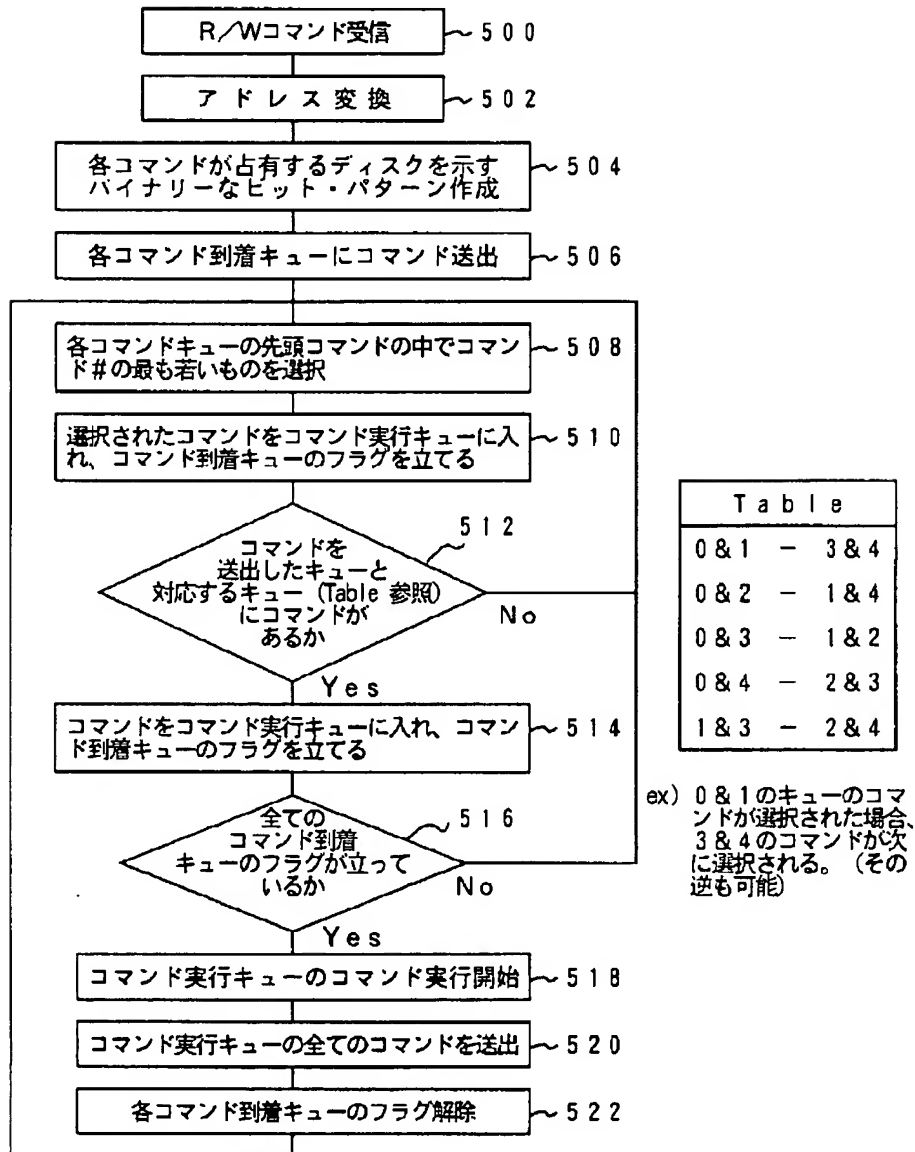 R/Wコマンド受信
500
アドレス変換
502
各コマンドが占有するディスクを示す
バイナリーなビット・パターン作成
504
各コマンド到着キューにコマンド送出
506
各コマンドキューの先頭コマンドの中でコマン
ド#の最も若いものを選択
508
選択されたコマンドをコマンド実行キューに入
れ、コマンド到着キューのフラグを立てる
510
512
コマンドを
送出したキューと
対応するキュー (Table 参照)
にコマンドが
あるか
No
Yes
コマンドをコマンド実行キューに入れ、コマン
ド到着キューのフラグを立てる
514
516
全ての
コマンド到着
キューのフラグが立って
いるか
No
Yes
コマンド実行キューのコマンド実行開始
518
コマンド実行キューの全てのコマンドを送出
520
各コマンド到着キューのフラグ解除
522
Table
0&1 － 3&4
0&2 － 1&4
0&3 － 1&2
0&4 － 2&3
1&3 － 2&4
ex) 0&1のキューのコマ
ンドが選択された場合、
3&4のコマンドが次
に選択される。（その
逆も可能）